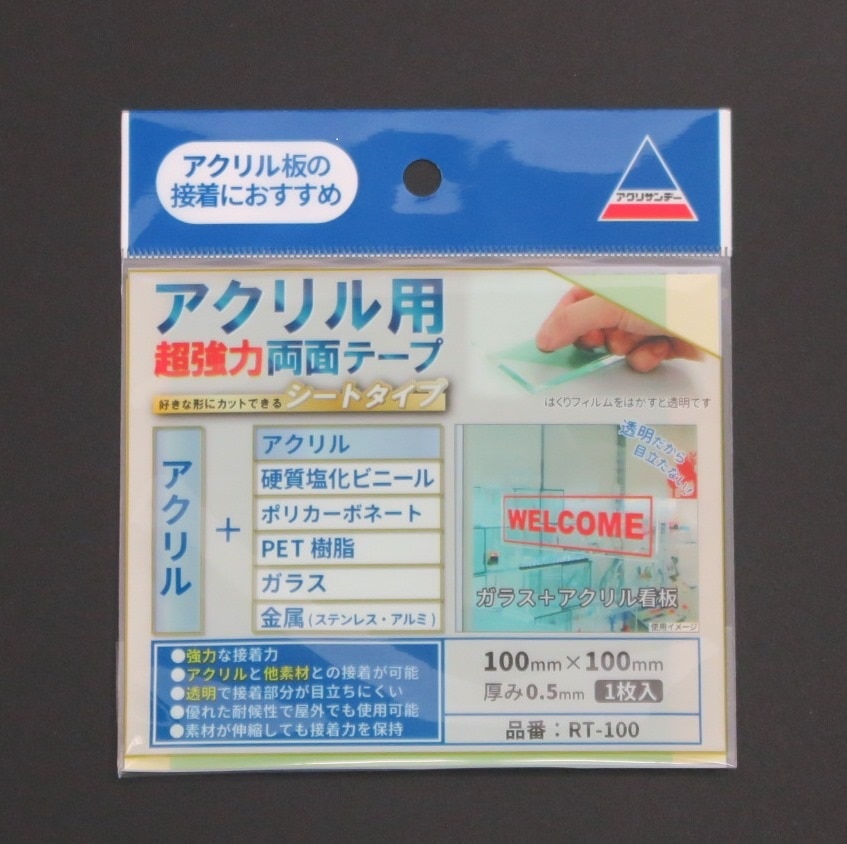 アクリル板の
接着におすすめ
アクリサンデー
アクリル用
超強力両面テープ
好きな形にカットできる シートタイプ
はくりフィルムをはがすと透明です
アクリル
+
アクリル
硬質塩化ビニール
ポリカーボネート
PET樹脂
ガラス
金属(ステンレス・アルミ)
透明だから
目立たない!
WELCOME
ガラス+アクリル看板
使用イメージ
●強力な接着力
●アクリルと他素材との接着が可能
●透明で接着部分が目立ちにくい
●優れた耐候性で屋外でも使用可能
●素材が伸縮しても接着力を保持
100mm×100mm
厚み0.5mm 1枚入
品番:RT-100